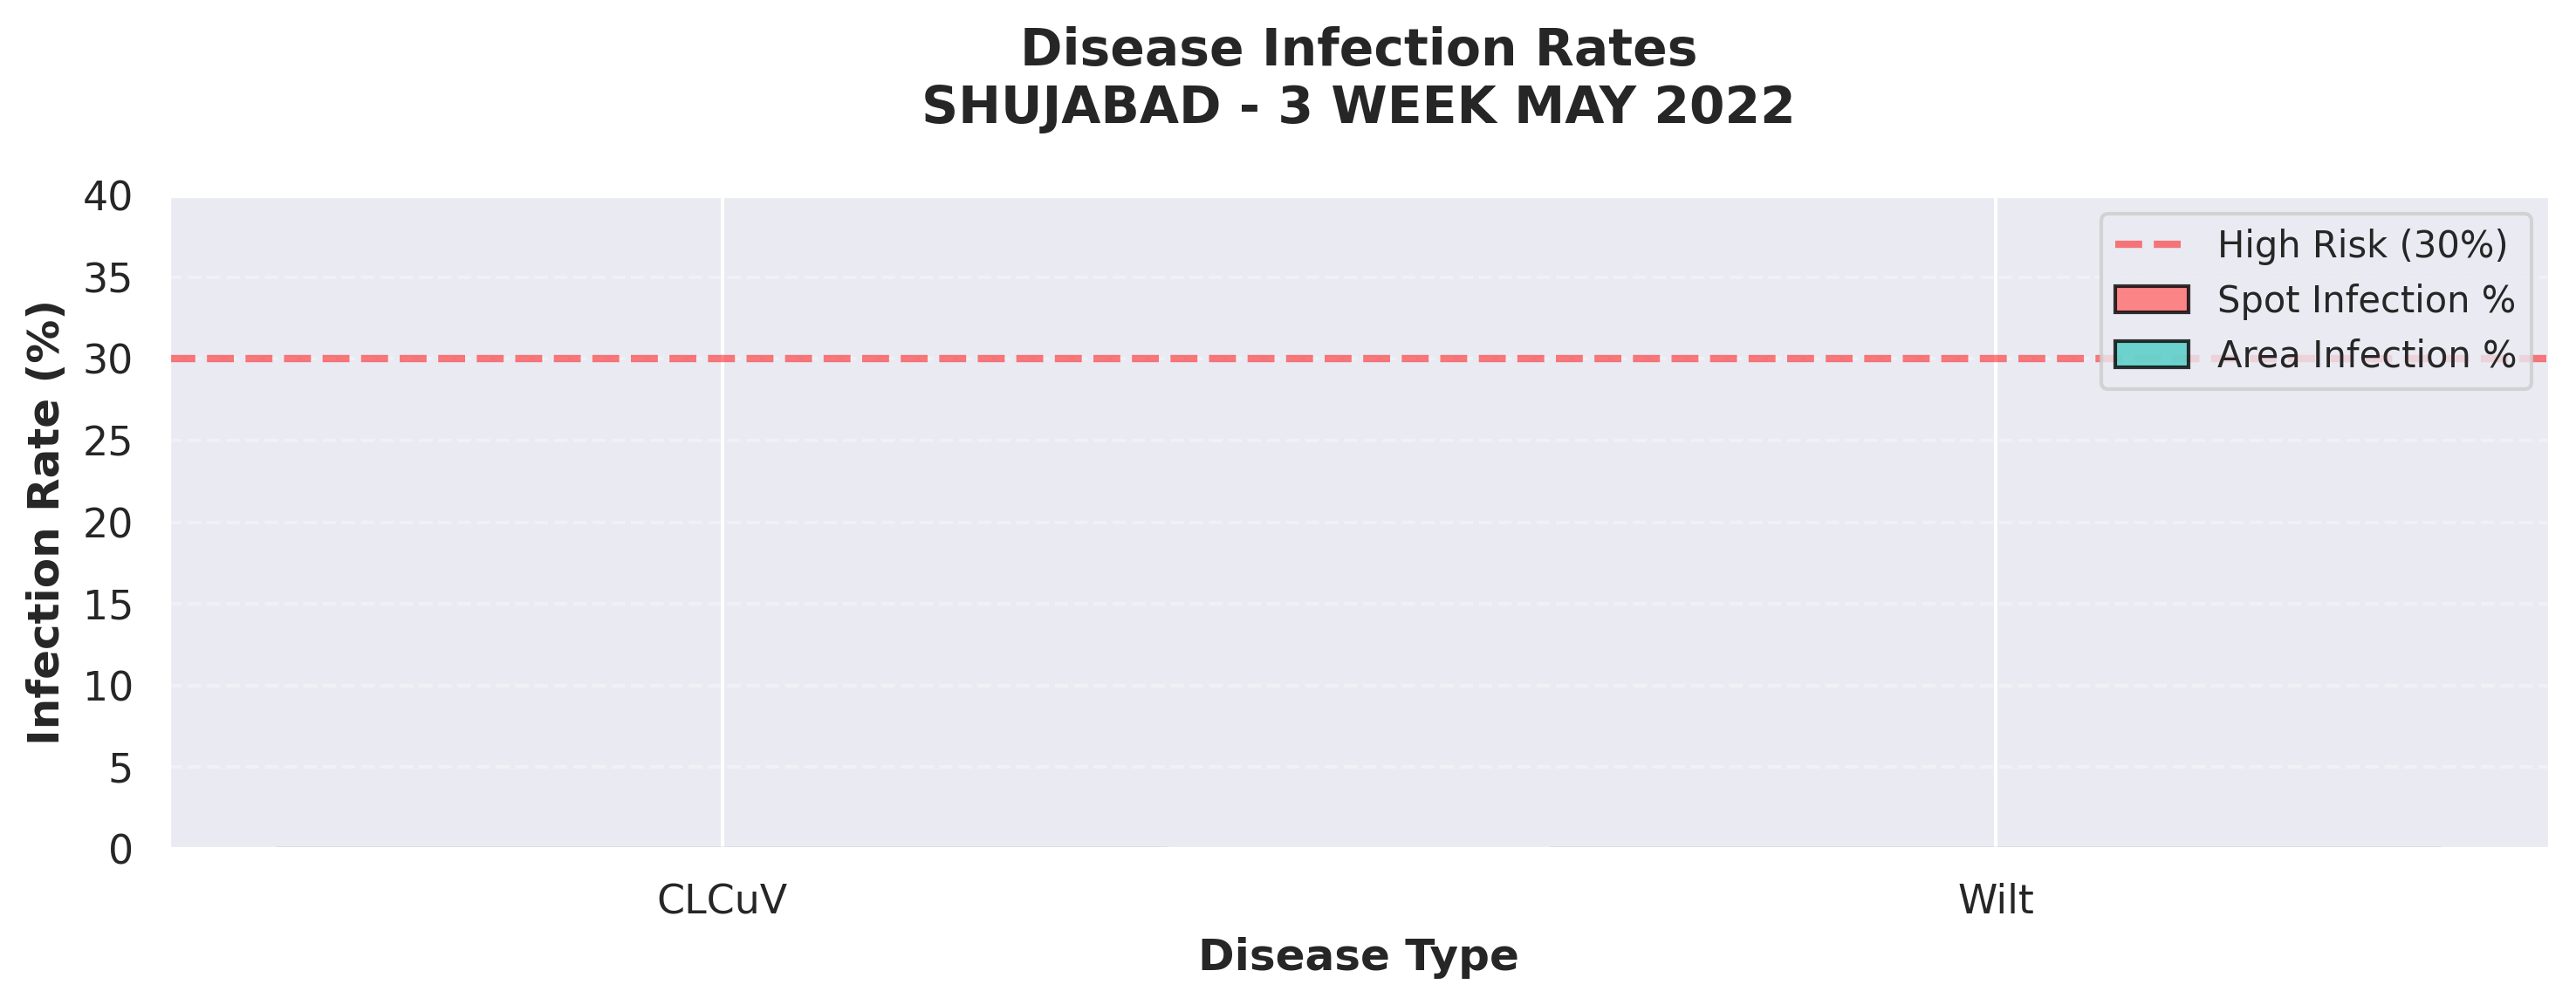 Disease Infection Rates
SHUJABAD - 3 WEEK MAY 2022
Infection Rate (%)
40
35
30
25
20
15
10
5
0
High Risk (30%)
Spot Infection %
Area Infection %
CLCuV
Wilt
Disease Type